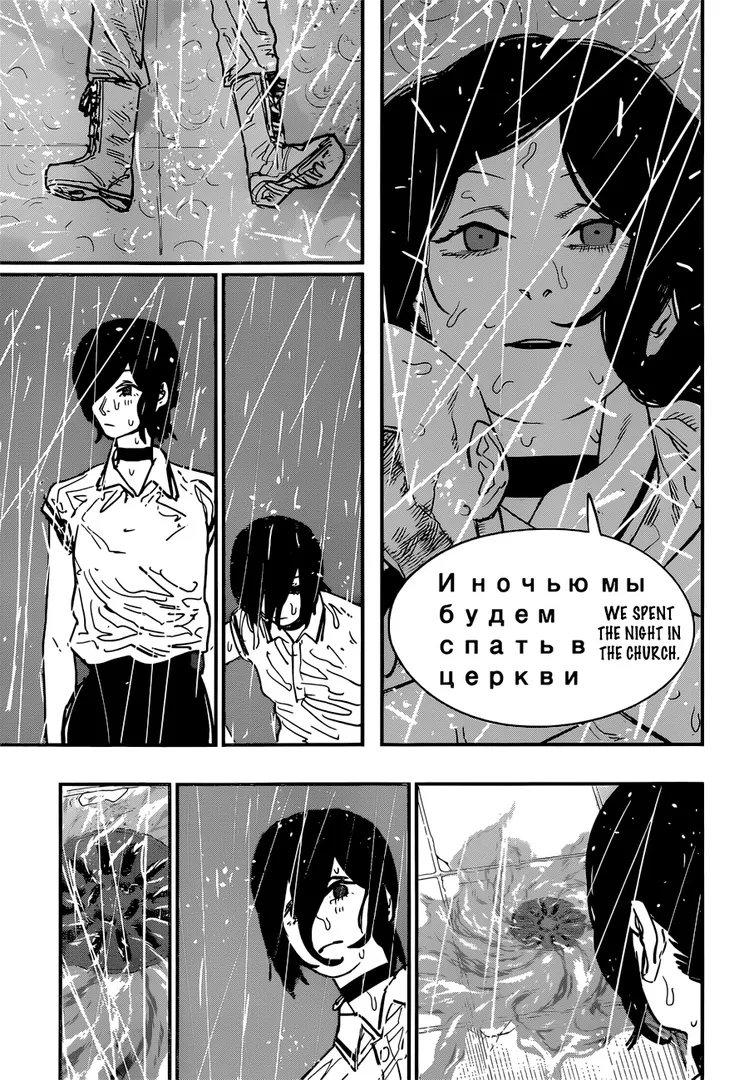 И ночью мы
будем
спать в
церкви
WE SPENT
THE NIGHT IN
THE CHURCH.